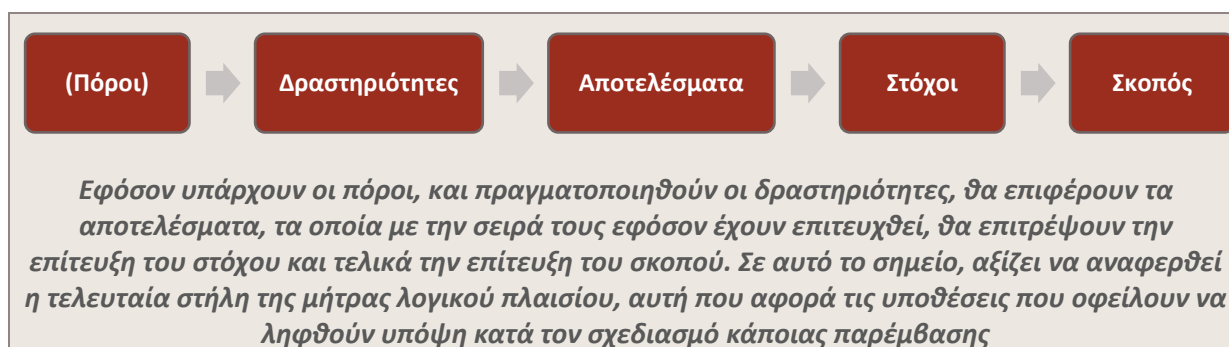 (Πόροι) Δραστηριότητες Αποτελέσματα Στόχοι Σκοπός
Εφόσον υπάρχουν οι πόροι, και πραγματοποιηθούν οι δραστηριότητες, θα επιφέρουν τα
αποτελέσματα, τα οποία με την σειρά τους εφόσον έχουν επιτευχθεί, θα επιτρέψουν την
επίτευξη του στόχου και τελικά την επίτευξη του σκοπού. Σε αυτό το σημείο, αξίζει να αναφερθεί
η τελευταία στήλη της μήτρας λογικού πλαισίου, αυτή που αφορά τις υποθέσεις που οφείλουν να
ληφθούν υπόψη κατά τον σχεδιασμό κάποιας παρέμβασης